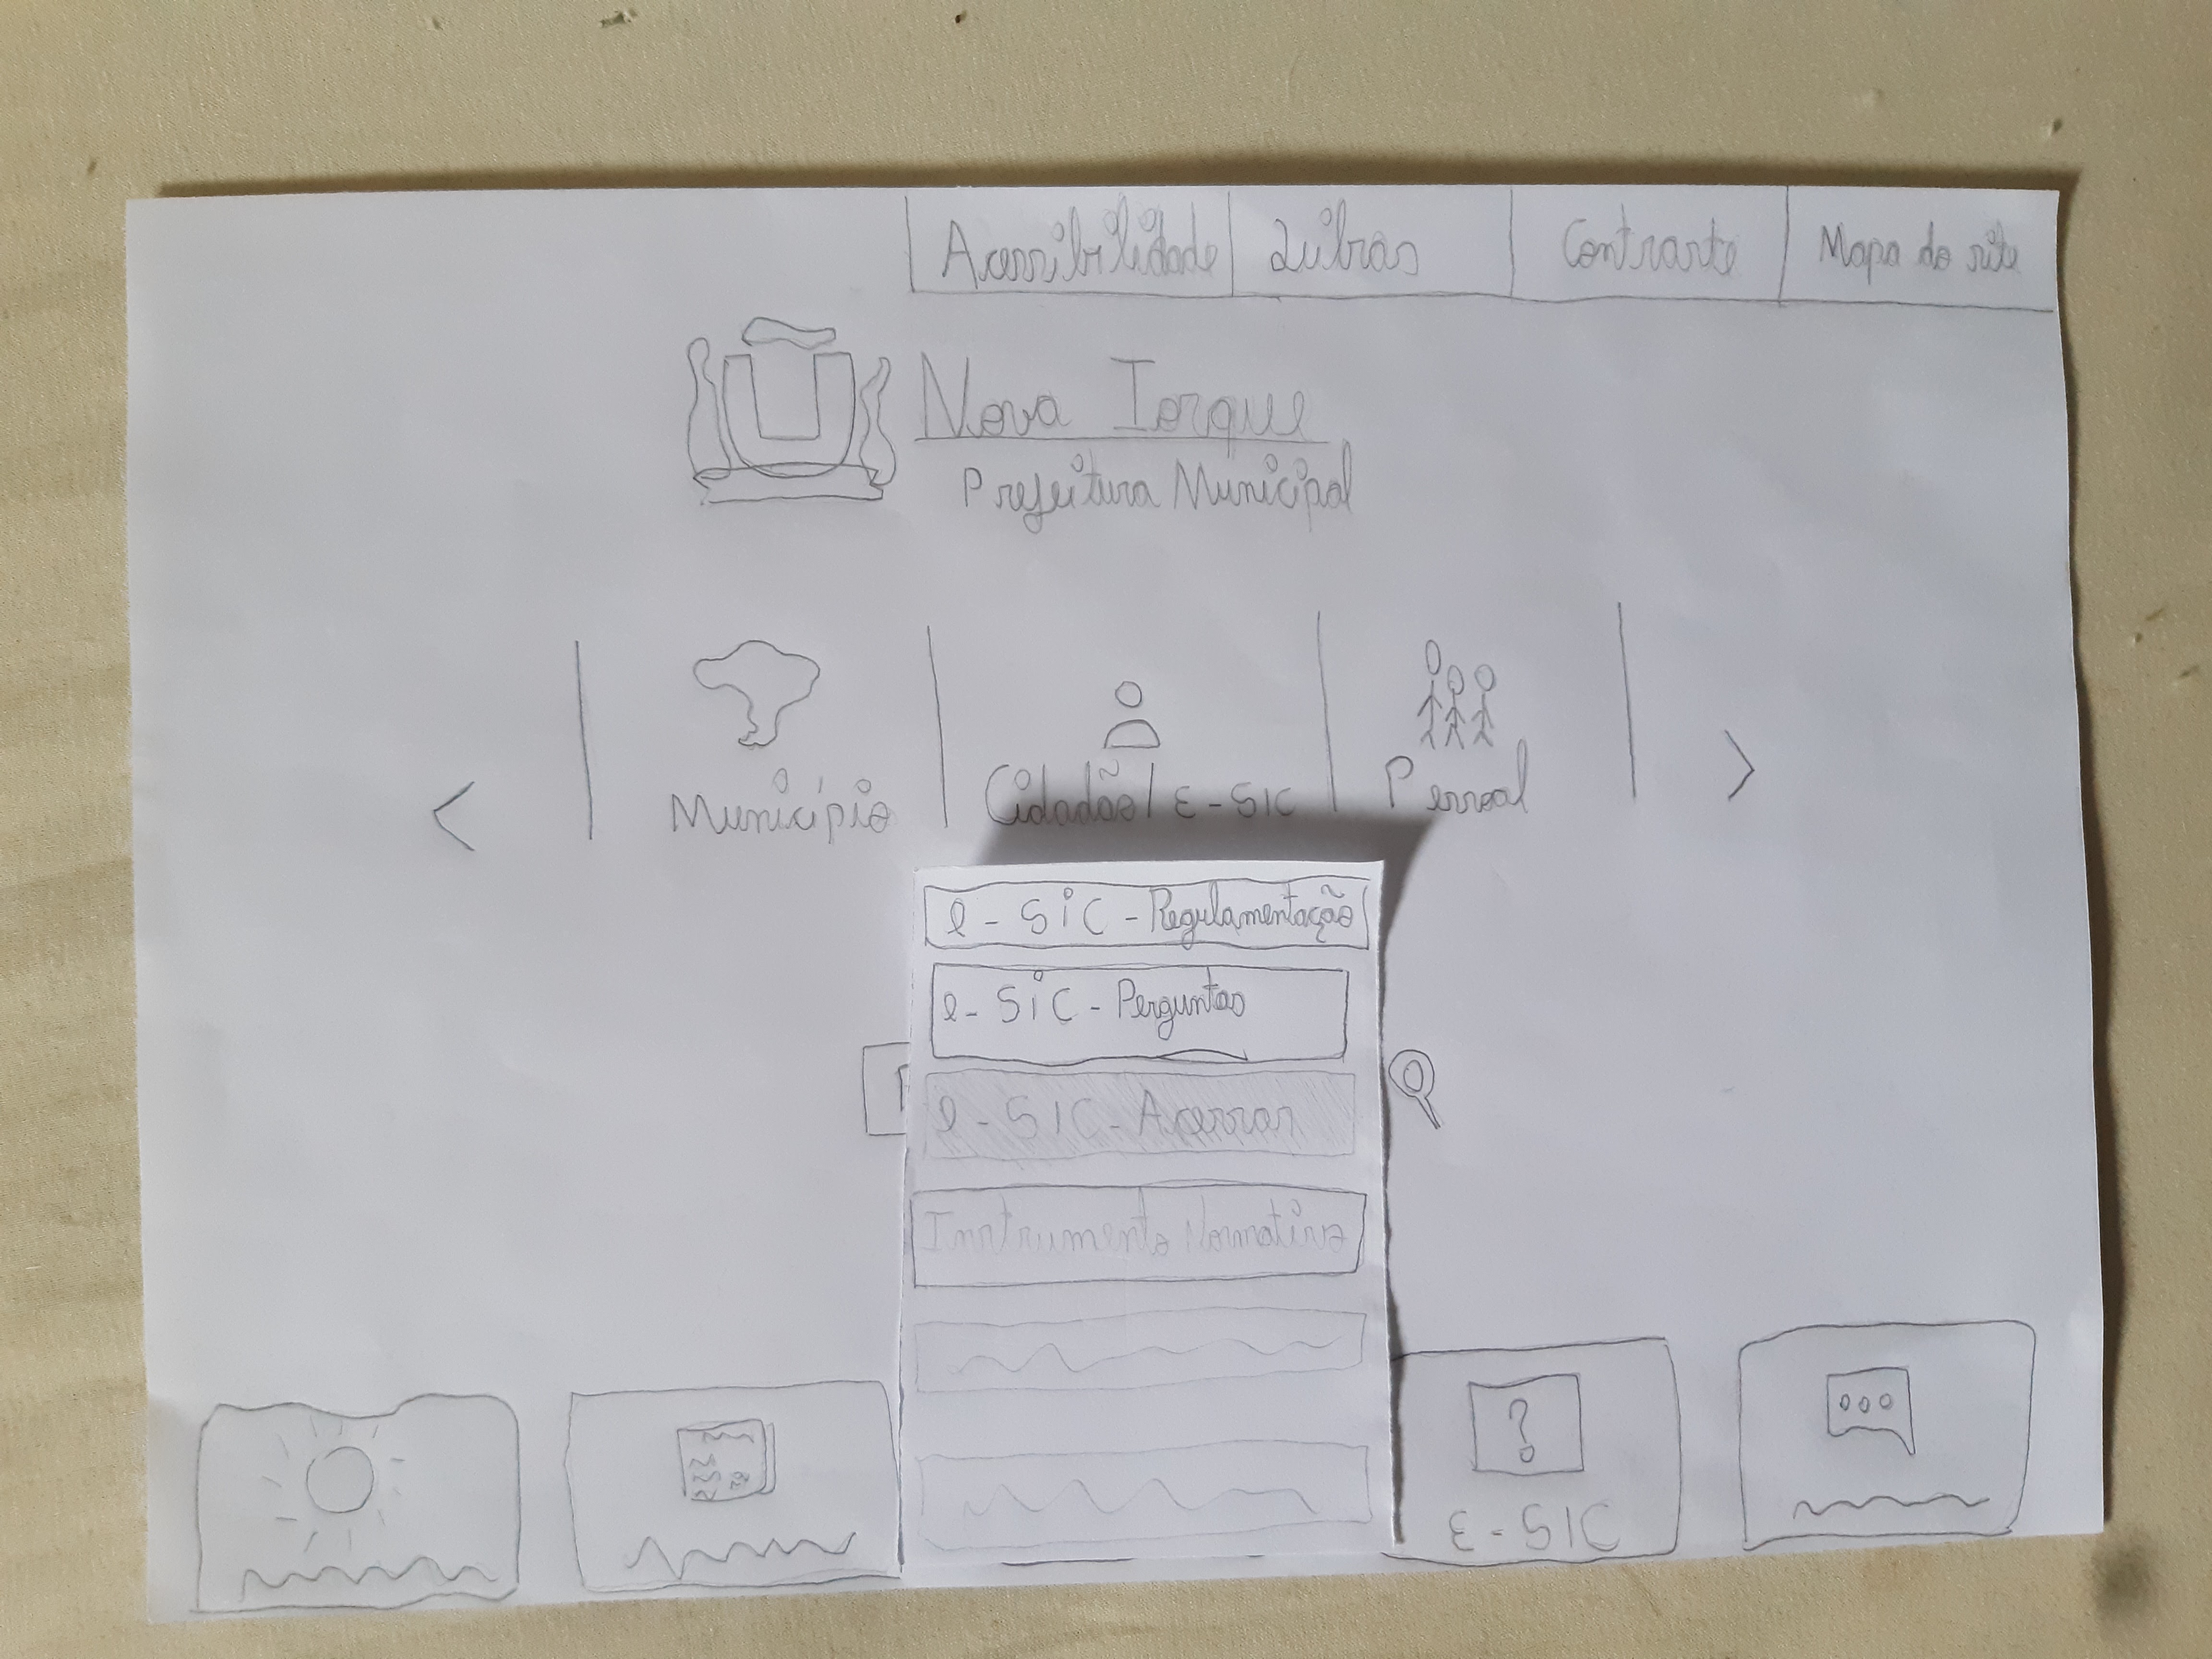 Acessibilidade Libras Contraste Mapa do site
Nova Iorque
Prefeitura Municipal
Município Cidadão/E-SIC Pessoal
e-SiC-Regulamentação
e-SiC-Perguntas
e-SIC-Acessar
Instrumento Normativo
?
E-SIC